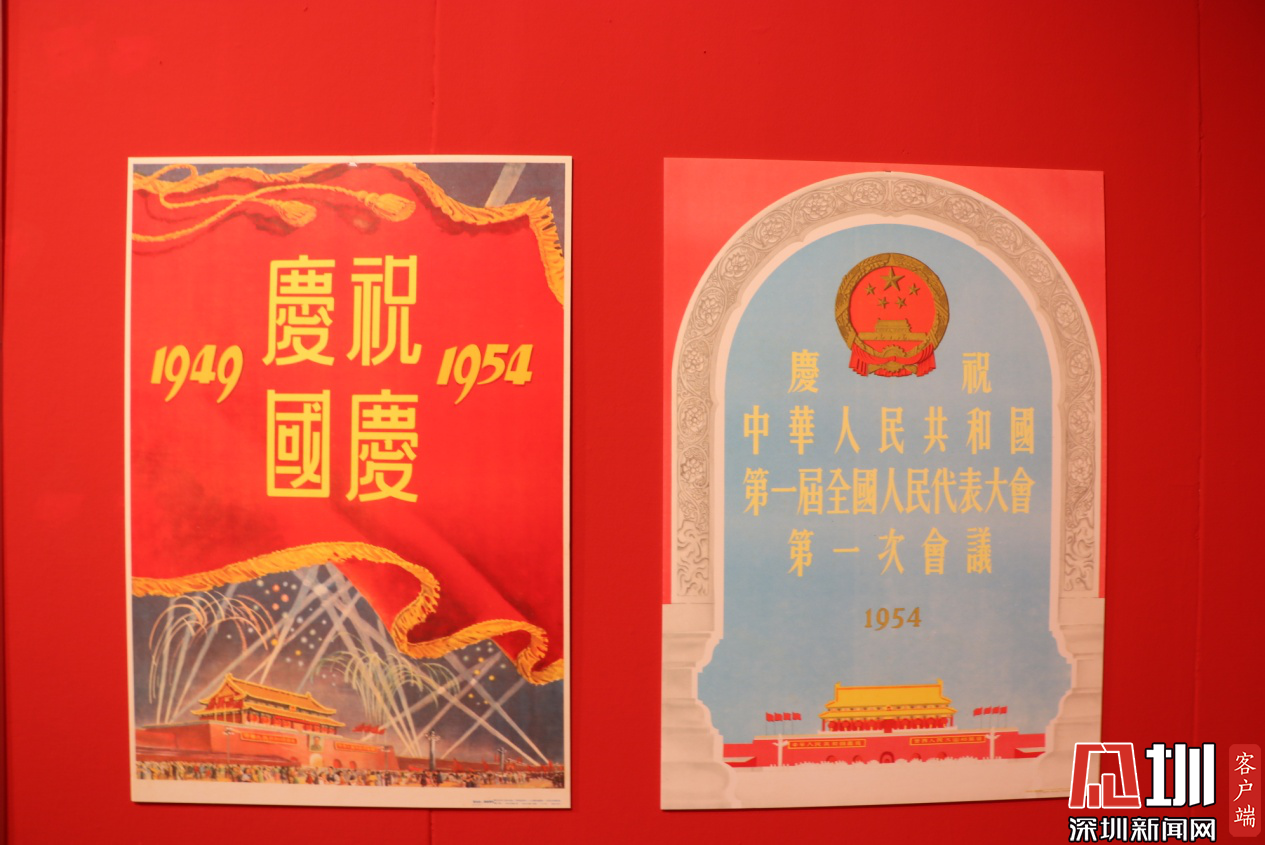 慶祝
國慶
1949
1954
慶祝
中華人民共和國
第一屆全國人民代表大會
第一次會議
1954
圳
深圳新闻网
客户端